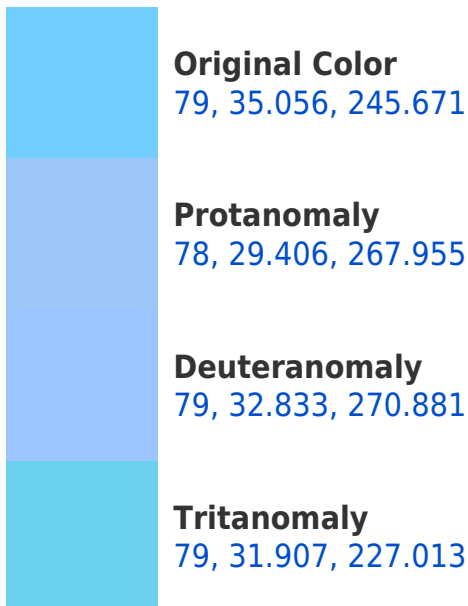 Original Color
79, 35.056, 245.671
Protanomaly
78, 29.406, 267.955
Deuteranomaly
79, 32.833, 270.881
Tritanomaly
79, 31.907, 227.013